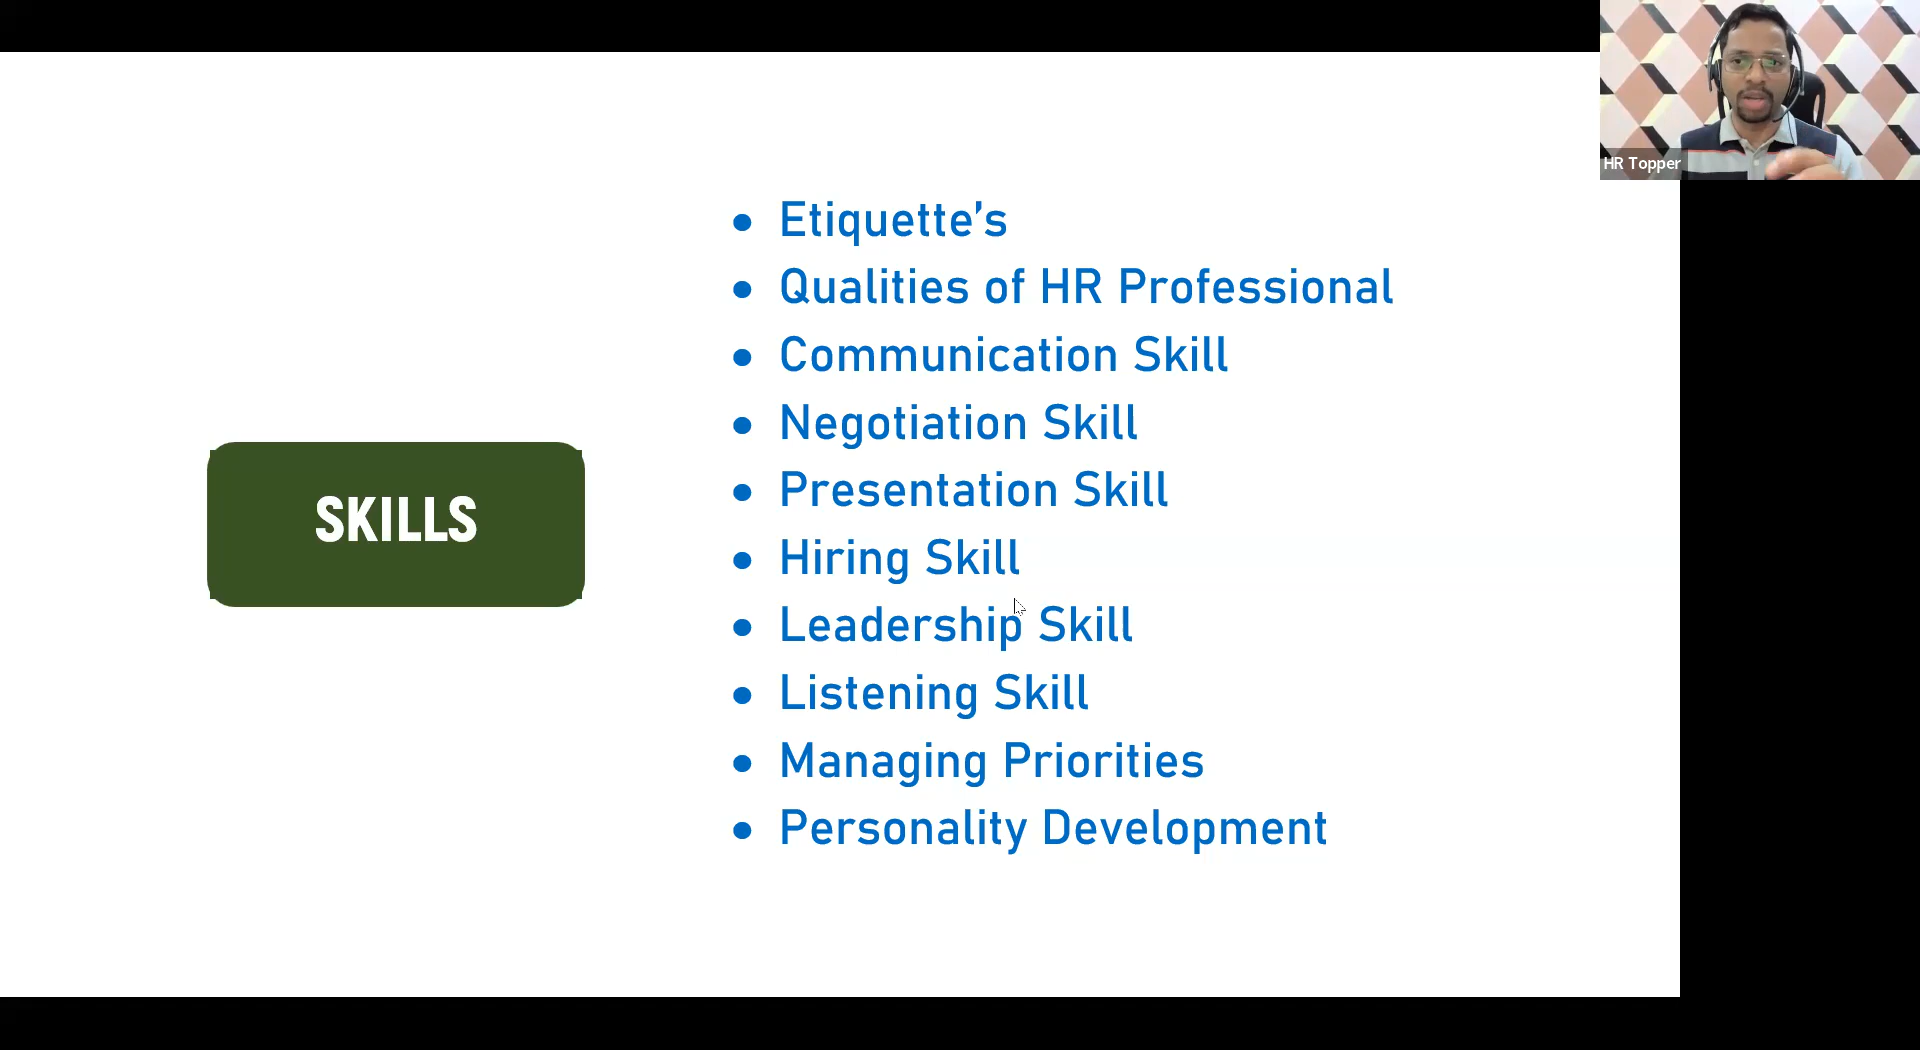 HR Topper
SKILLS
• Etiquette’s
• Qualities of HR Professional
• Communication Skill
• Negotiation Skill
• Presentation Skill
• Hiring Skill
• Leadership Skill
• Listening Skill
• Managing Priorities
• Personality Development